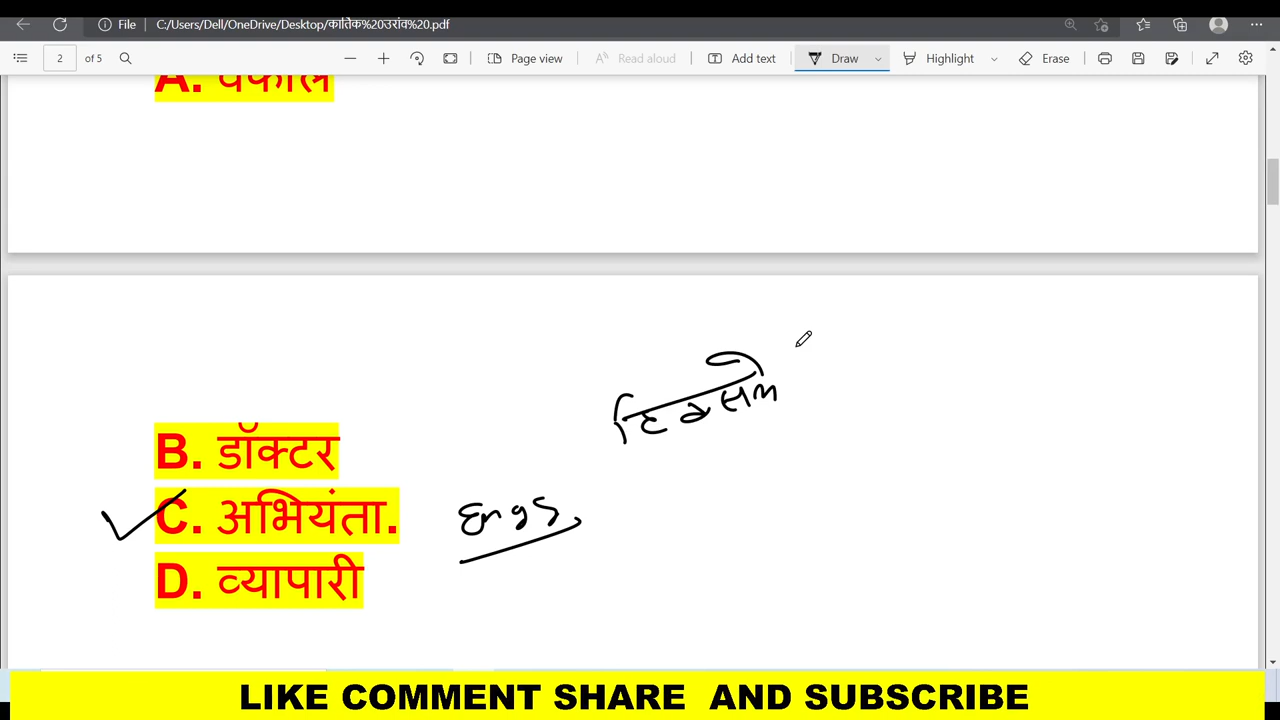 File C:/Users/Dell/OneDrive/Desktop/कार्तिक%20उरांव%20.pdf
2 of 5 Page view Read aloud Add text Draw Highlight Erase
A. वकील
B. डॉक्टर
C. अभियंता.
D. व्यापारी
LIKE COMMENT SHARE AND SUBSCRIBE